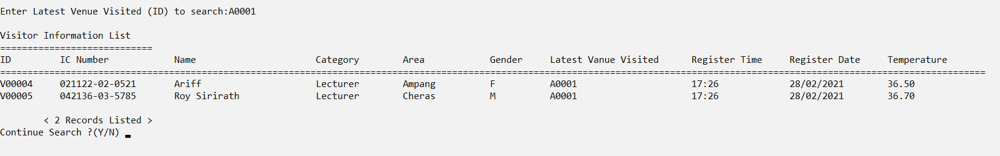 Enter Latest Venue Visited (ID) to search:A0001
Visitor Information List
============================
ID IC Number Name Category Area Gender Latest Vanue Visited Register Time Register Date Temperature
=====================================================================================================================================================================================
V00004 021122-02-0521 Ariff Lecturer Ampang F A0001 17:26 28/02/2021 36.50
V00005 042136-03-5785 Roy Sirirath Lecturer Cheras M A0001 17:26 28/02/2021 36.70
< 2 Records Listed >
Continue Search ?(Y/N)